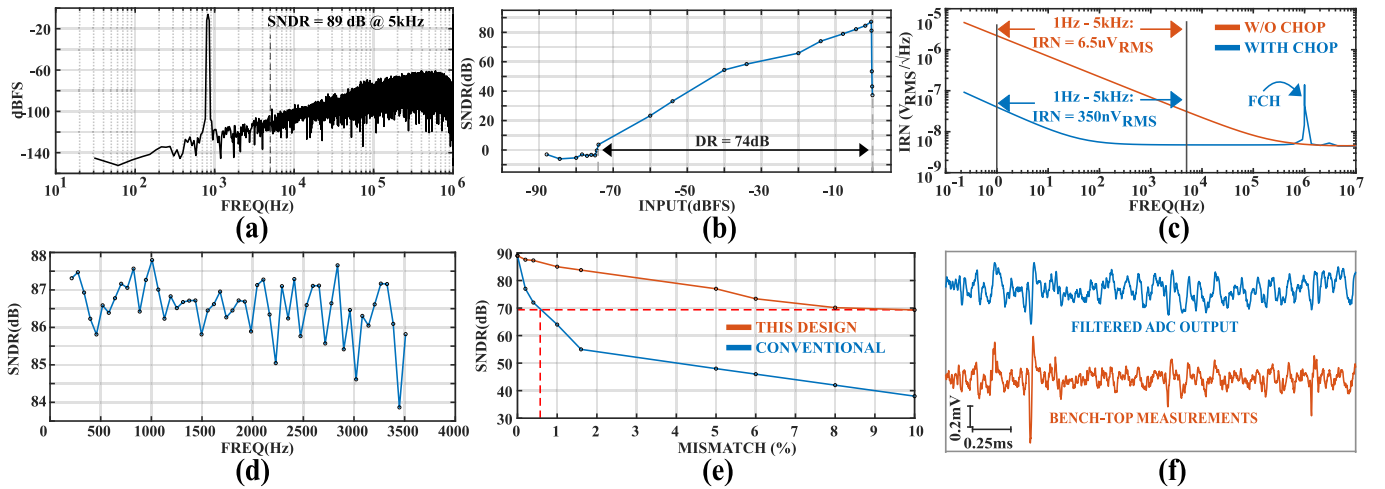 SNDR = 89 dB @ 5kHz
dBFS
-20
-60
-100
-140
10^1 10^2 10^3 10^4 10^5 10^6
FREQ(Hz)
(a)
SNDR(dB)
80
60
40
20
0
DR = 74dB
-90 -70 -50 -30 -10
INPUT(dBFS)
(b)
IRN (V_RMS/√Hz)
10^-5
10^-6
10^-7
10^-8
10^-9
1Hz - 5kHz:
IRN = 6.5uV_RMS
W/O CHOP
WITH CHOP
1Hz - 5kHz:
IRN = 350nV_RMS
FCH
10^-1 10^0 10^1 10^2 10^3 10^4 10^5 10^6 10^7
FREQ(Hz)
(c)
SNDR(dB)
88
87
86
85
84
0 500 1000 1500 2000 2500 3000 3500 4000
FREQ(Hz)
(d)
SNDR(dB)
90
80
70
60
50
40
30
THIS DESIGN
CONVENTIONAL
0 1 2 3 4 5 6 7 8 9 10
MISMATCH (%)
(e)
FILTERED ADC OUTPUT
BENCH-TOP MEASUREMENTS
0.2mV
0.25ms
(f)